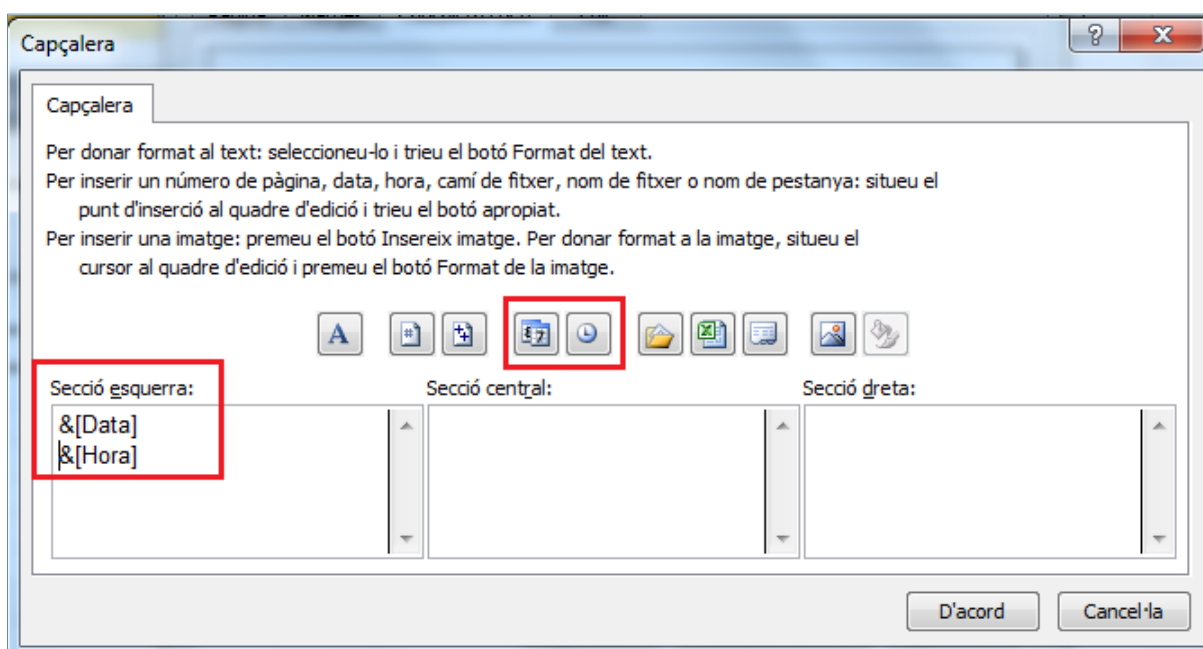 Capçalera
Capçalera
Per donar format al text: seleccioneu-lo i trieu el botó Format del text.
Per inserir un número de pàgina, data, hora, camí de fitxer, nom de fitxer o nom de pestanya: situeu el
punt d'inserció al quadre d'edició i trieu el botó apropiat.
Per inserir una imatge: premeu el botó Insereix imatge. Per donar format a la imatge, situeu el
cursor al quadre d'edició i premeu el botó Format de la imatge.
Secció esquerra: Secció central: Secció dreta:
&[Data]
&[Hora]
D'acord Cancel·la